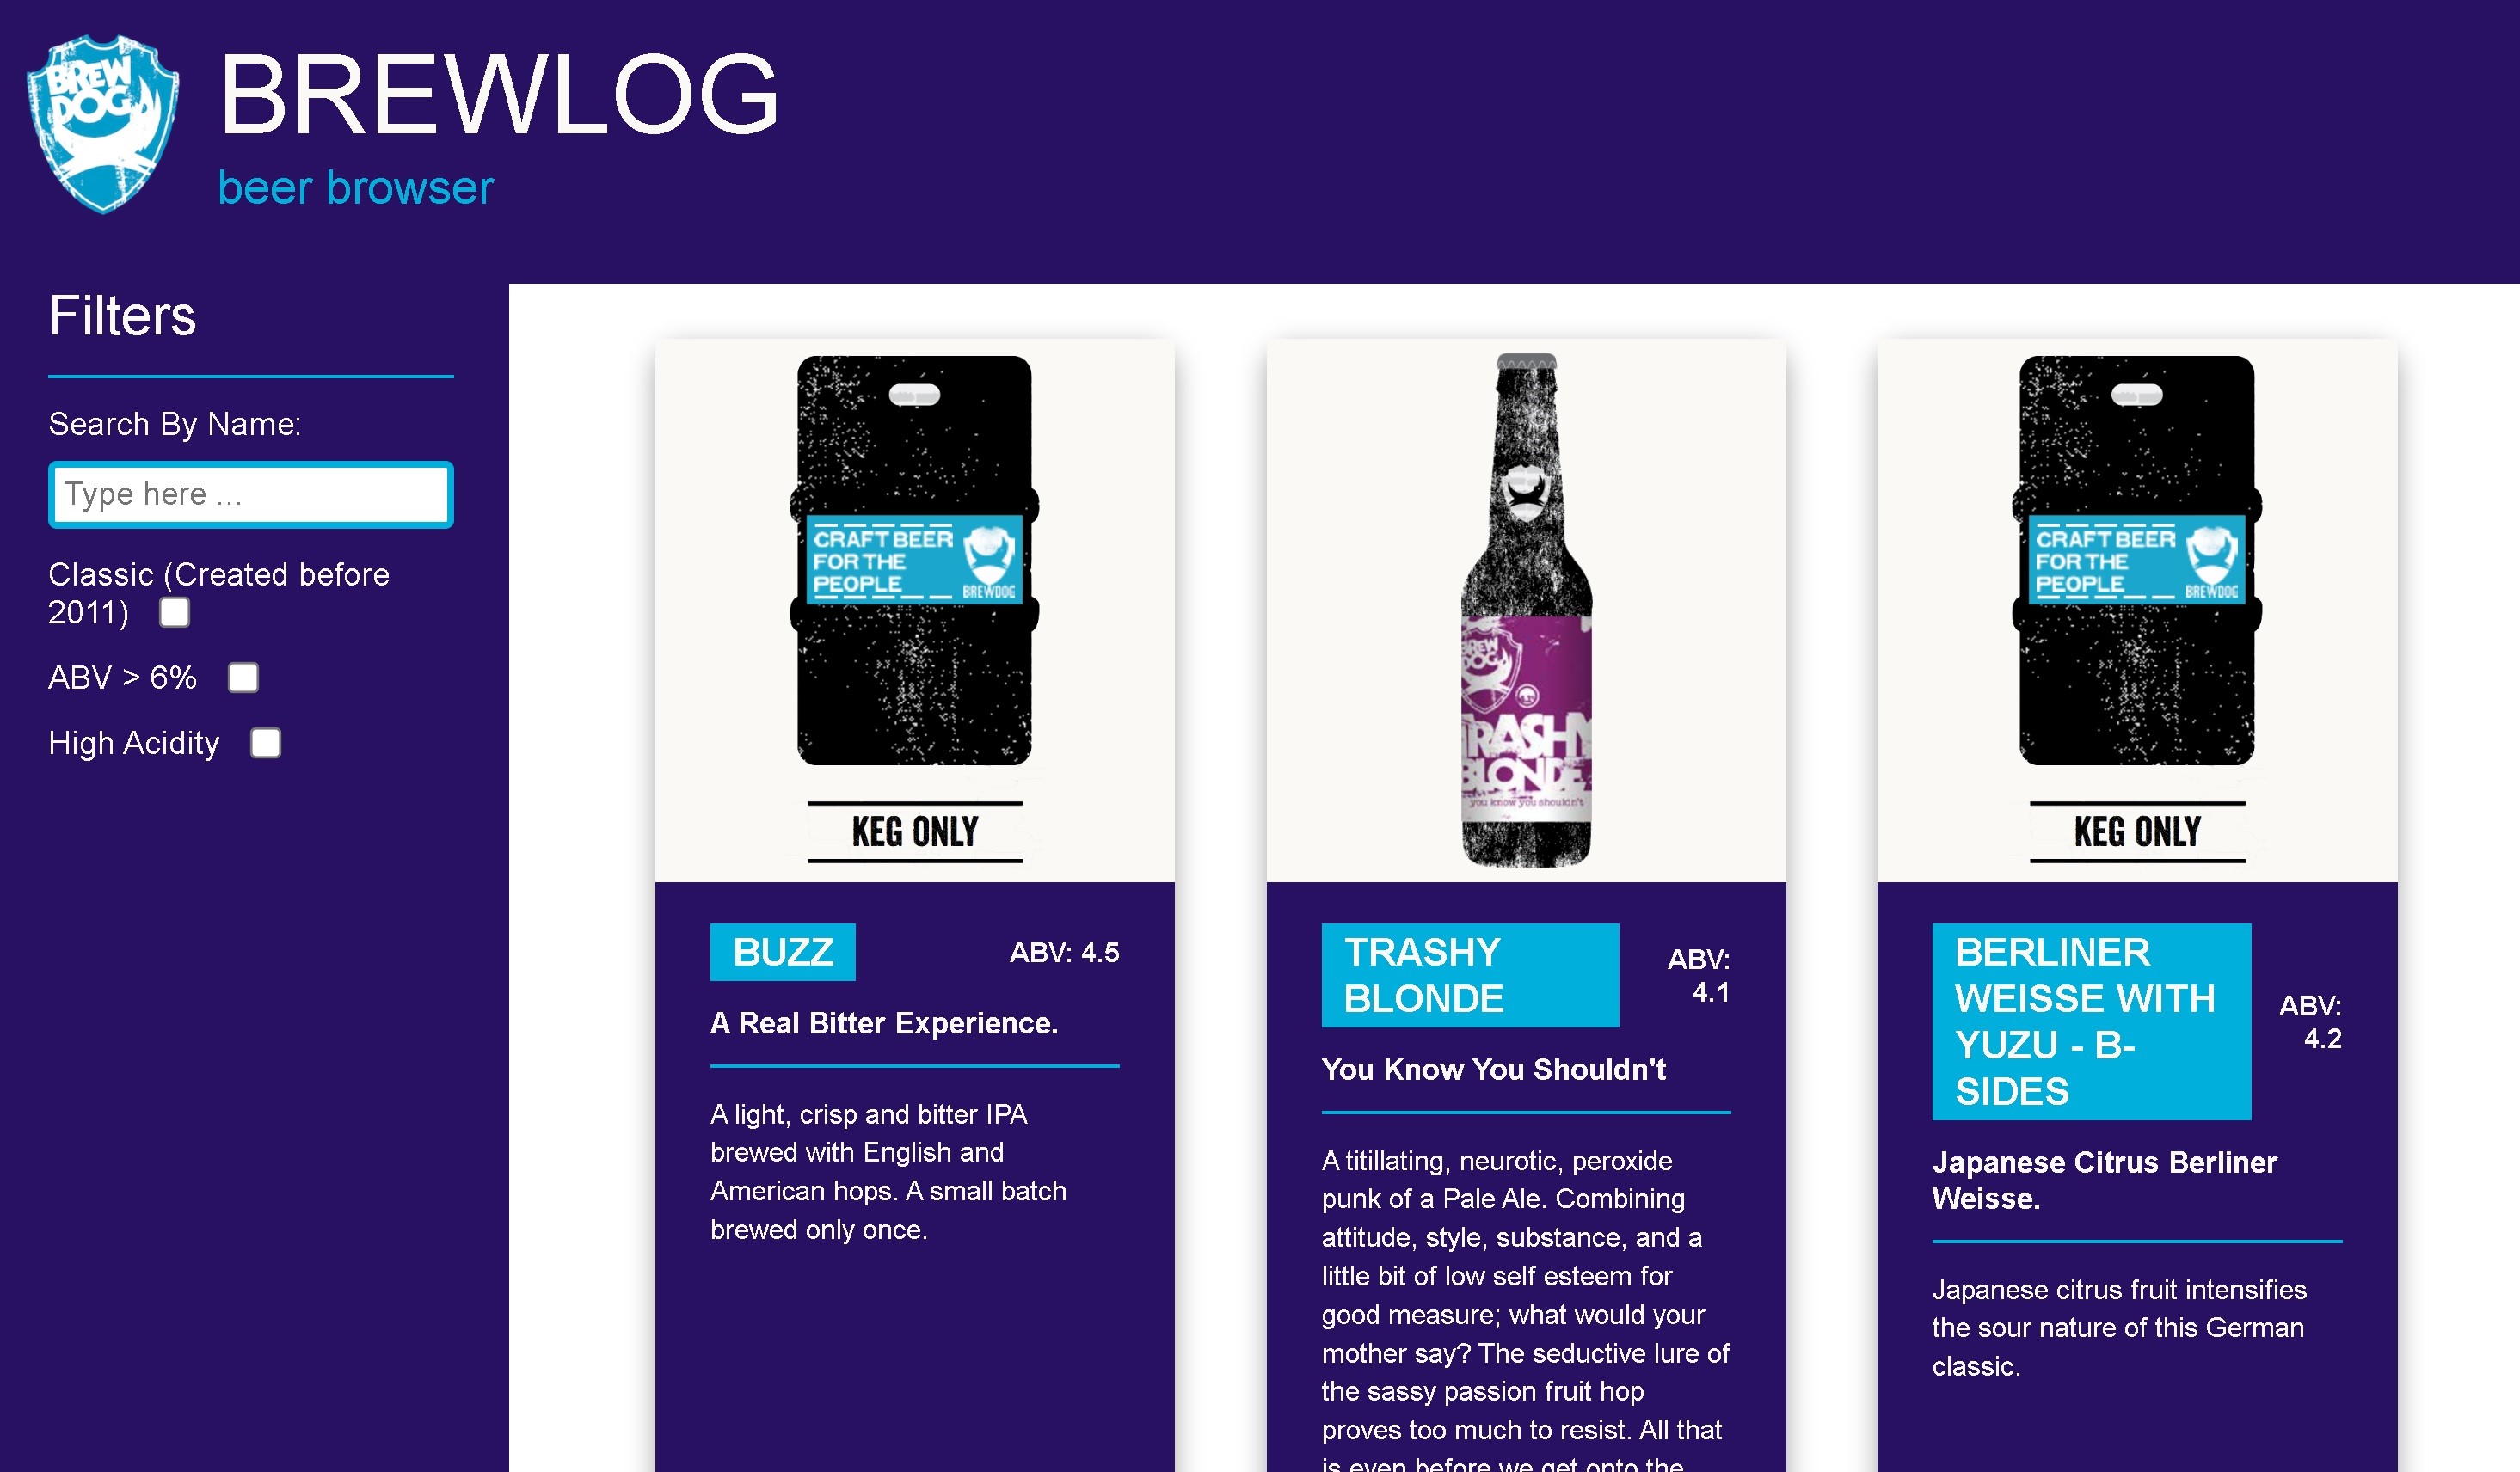 BREW
DOG
BREWLOG
beer browser
Filters
Search By Name:
Type here ...
Classic (Created before
2011)
ABV > 6%
High Acidity
CRAFT BEER
FOR THE
PEOPLE
BREWDOG
KEG ONLY
BUZZ
ABV: 4.5
A Real Bitter Experience.
A light, crisp and bitter IPA
brewed with English and
American hops. A small batch
brewed only once.
BREW
DOG
TRASHY
BLONDE
you know you shouldn't
TRASHY
BLONDE
ABV:
4.1
You Know You Shouldn't
A titillating, neurotic, peroxide
punk of a Pale Ale. Combining
attitude, style, substance, and a
little bit of low self esteem for
good measure; what would your
mother say? The seductive lure of
the sassy passion fruit hop
proves too much to resist. All that
is even before we get onto the
CRAFT BEER
FOR THE
PEOPLE
BREWDOG
KEG ONLY
BERLINER
WEISSE WITH
YUZU - B-
SIDES
ABV:
4.2
Japanese Citrus Berliner
Weisse.
Japanese citrus fruit intensifies
the sour nature of this German
classic.